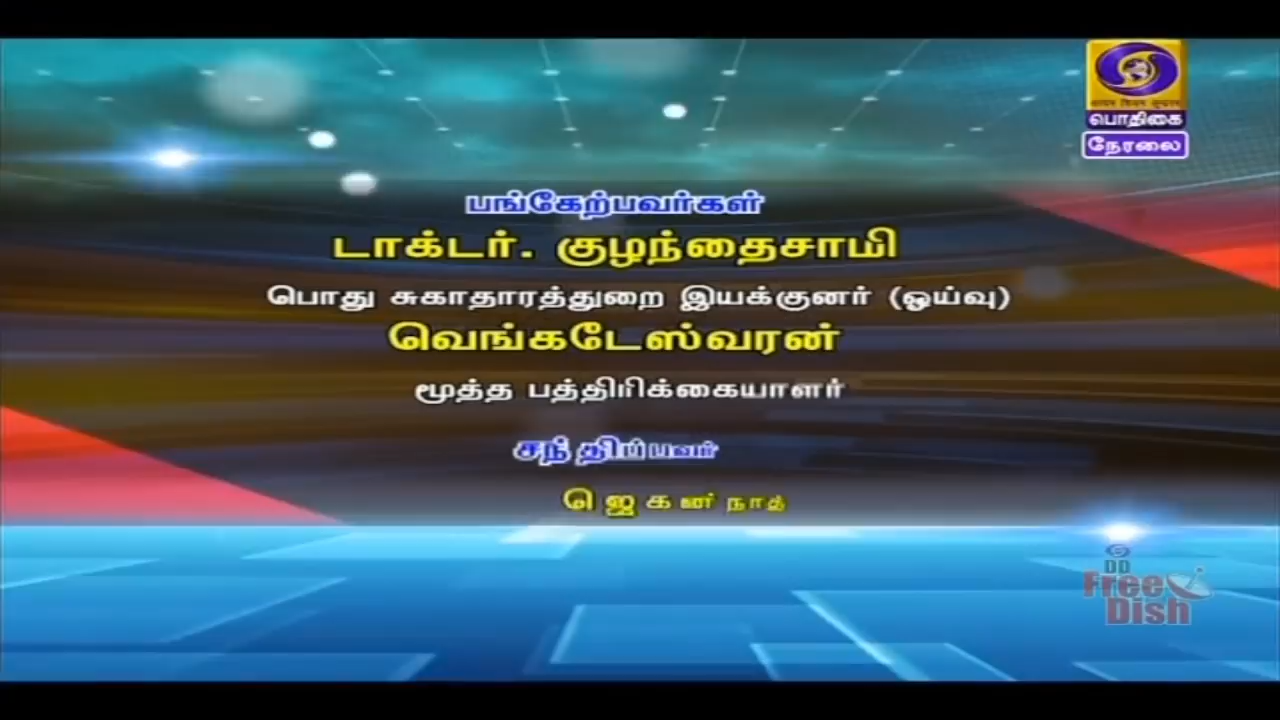 பொதிகை
நேரலை
பங்கேற்பவர்கள்
டாக்டர். குழந்தைசாமி
பொது சுகாதாரத்துறை இயக்குனர் (ஓய்வு)
வெங்கடேஸ்வரன்
மூத்த பத்திரிக்கையாளர்
சந்திப்பவர்
ஜெகன்நாத்
DD
Free
Dish